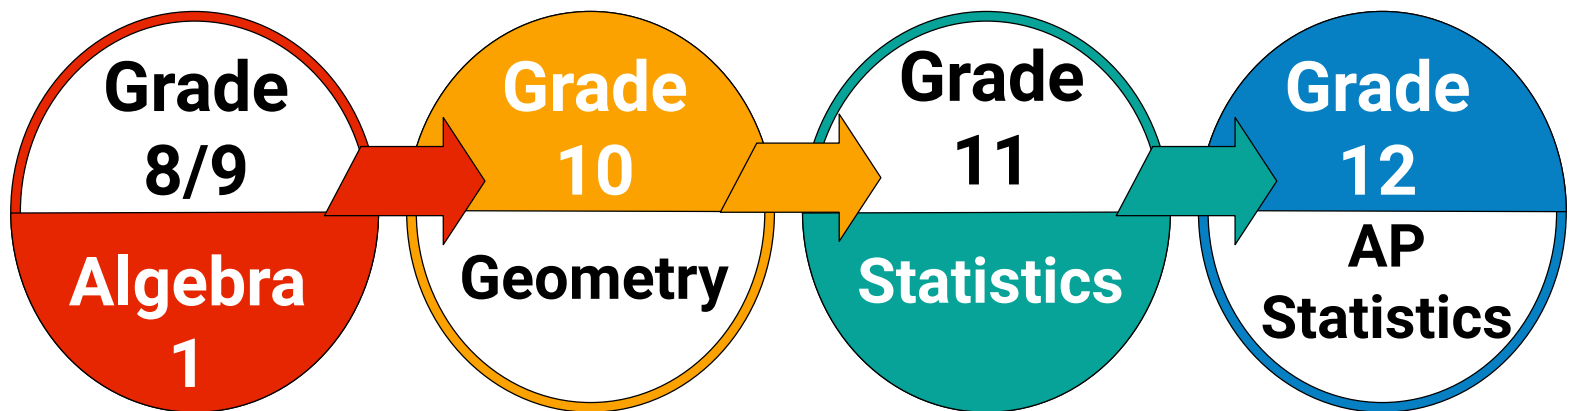 Grade
8/9
Algebra
1
Grade
10
Geometry
Grade
11
Statistics
Grade
12
AP
Statistics